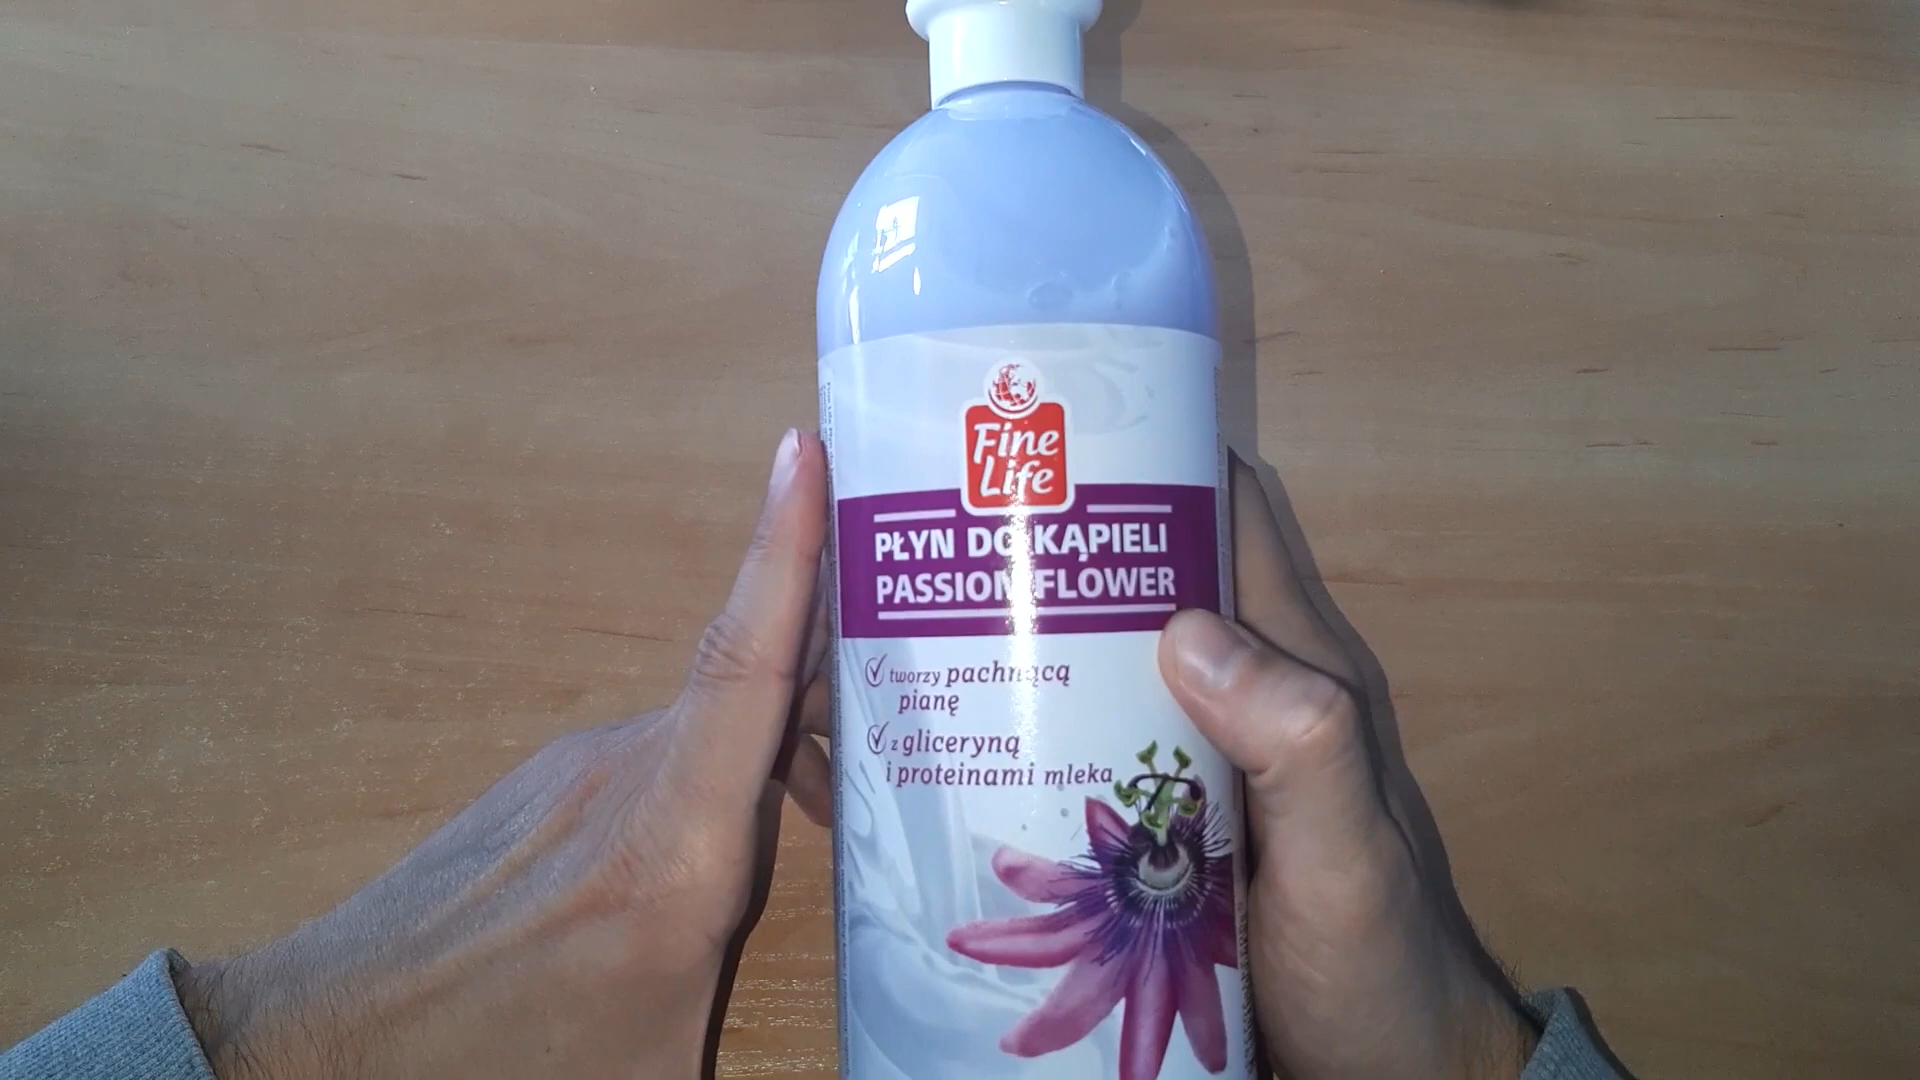 Fine
Life
PŁYN DO KĄPIELI
PASSION FLOWER
tworzy pachnącą
pianę
z gliceryną
i proteinami mleka